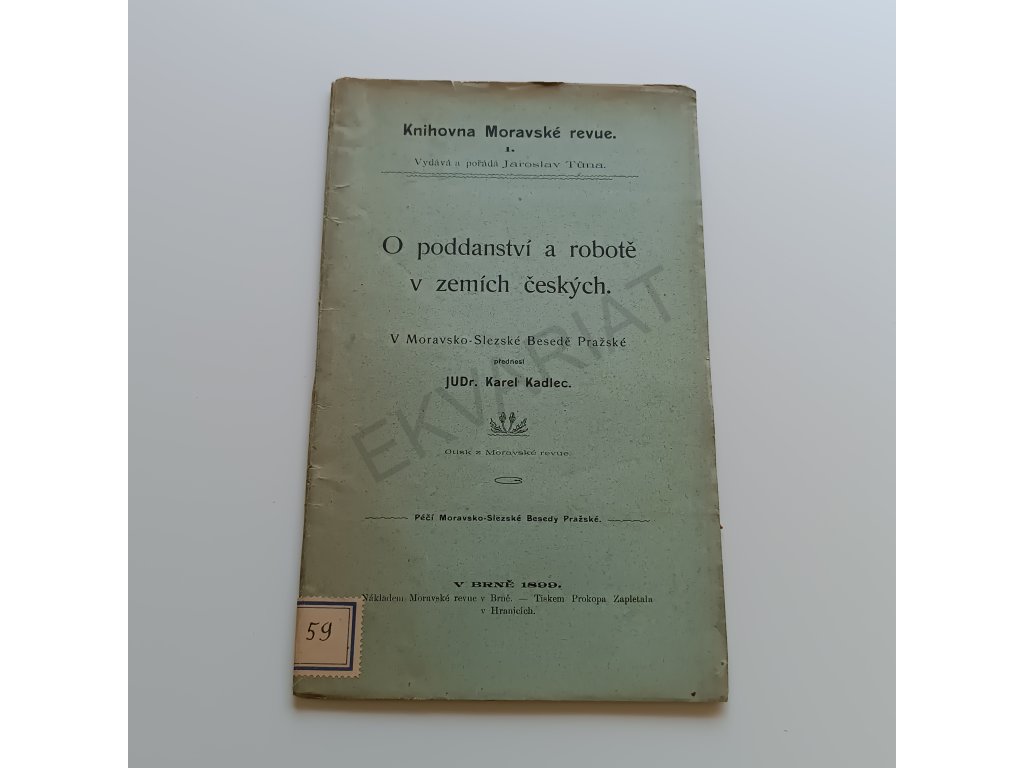 Knihovna Moravské revue.
I.
Vydává a pořádá Jaroslav Tůna.
O poddanství a robotě
v zemích českých.
V Moravsko-Slezské Besedě Pražské
přednesl
JUDr. Karel Kadlec.
Otisk z Moravské revue.
Péčí Moravsko-Slezské Besedy Pražské.
V BRNĚ 1899.
Nákladem Moravské revue v Brně. — Tiskem Prokopa Zapletala
v Hranicích.
59
EKVARIAT